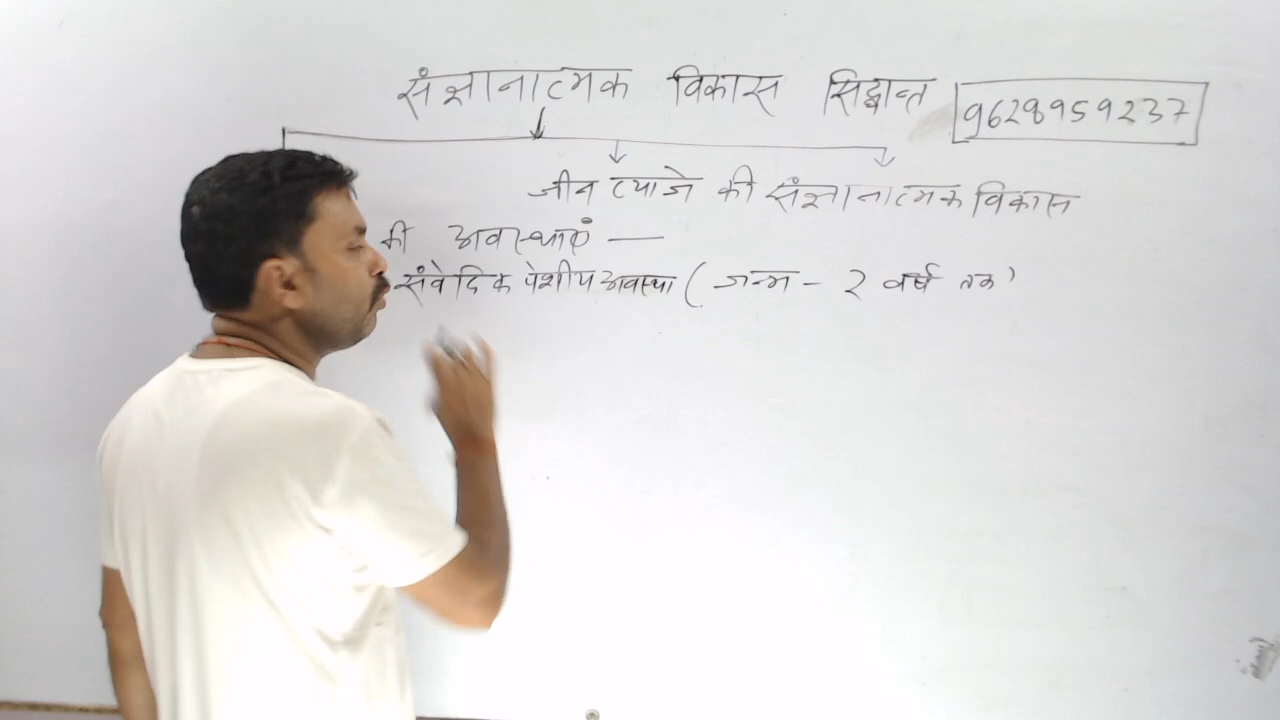 संज्ञानात्मक विकास सिद्धान्त 9628959237
जीन प्याजे की संज्ञानात्मक विकास
की अवस्थाएं —
संवेदिक पेशीय अवस्था ( जन्म - 2 वर्ष तक )